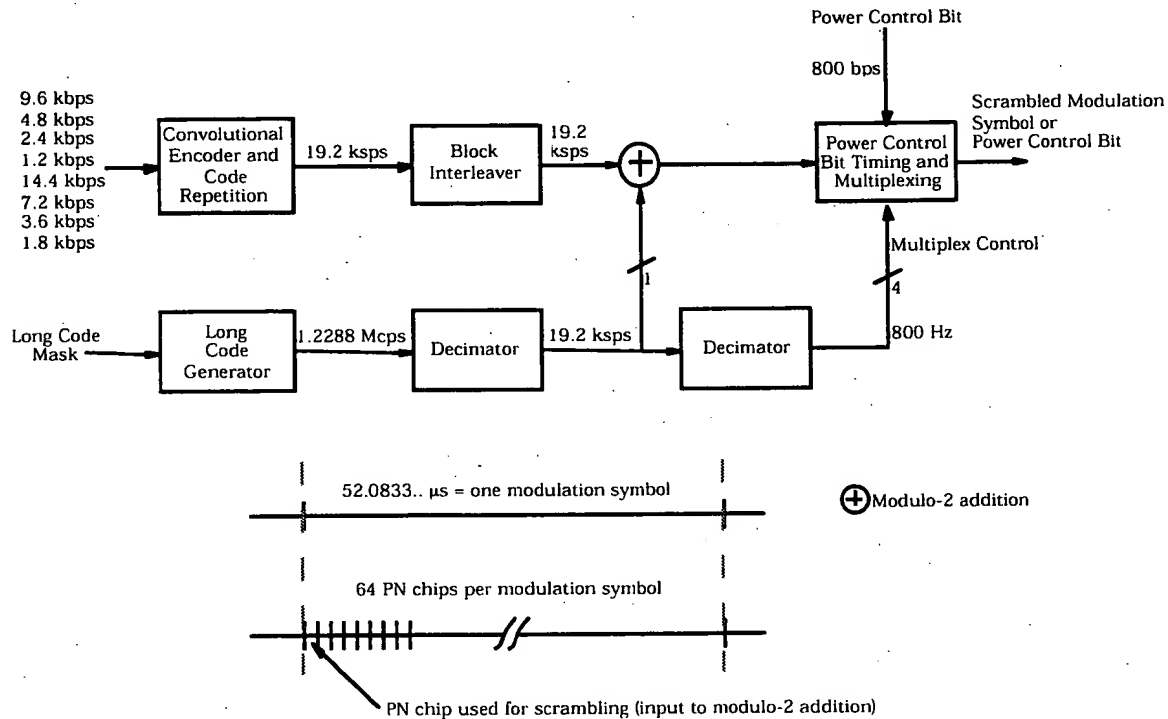 Power Control Bit
800 bps
9.6 kbps
4.8 kbps
2.4 kbps
1.2 kbps
14.4 kbps
7.2 kbps
3.6 kbps
1.8 kbps
Convolutional
Encoder and
Code
Repetition
19.2 ksps
Block
Interleaver
19.2
ksps
+
Power Control
Bit Timing and
Multiplexing
Scrambled Modulation
Symbol or
Power Control Bit
1
Multiplex Control
4
Long Code
Mask
Long
Code
Generator
1.2288 Mcps
Decimator
19.2 ksps
Decimator
800 Hz
52.0833.. μs = one modulation symbol
+ Modulo-2 addition
64 PN chips per modulation symbol
PN chip used for scrambling (input to modulo-2 addition)